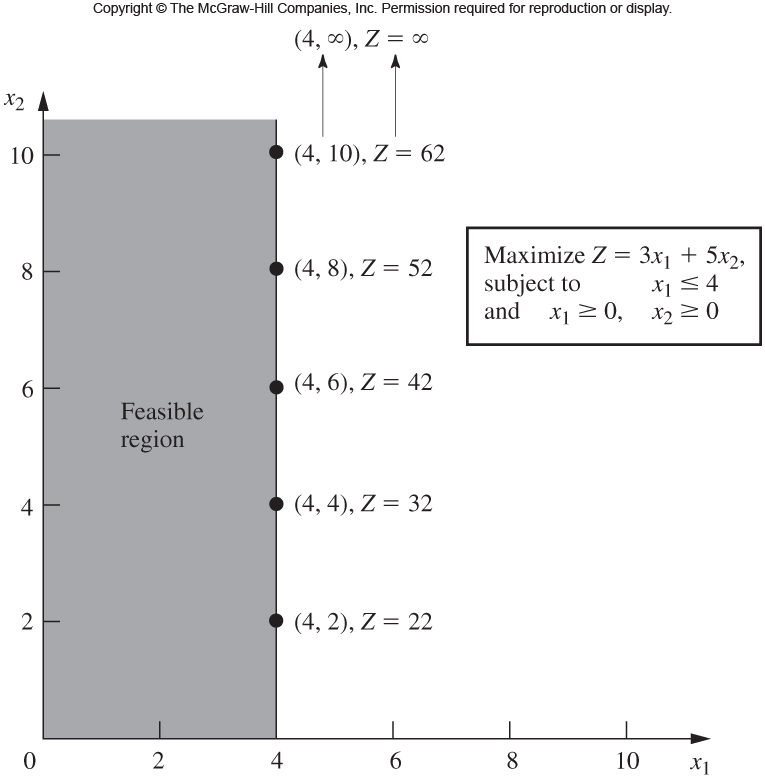 Copyright © The McGraw-Hill Companies, Inc. Permission required for reproduction or display.
(4, ∞), Z = ∞
x₂
10
(4, 10), Z = 62
8
(4, 8), Z = 52
Maximize Z = 3x₁ + 5x₂,
subject to x₁ ≤ 4
and x₁ ≥ 0, x₂ ≥ 0
6
(4, 6), Z = 42
Feasible
region
4
(4, 4), Z = 32
2
(4, 2), Z = 22
0 2 4 6 8 10 x₁